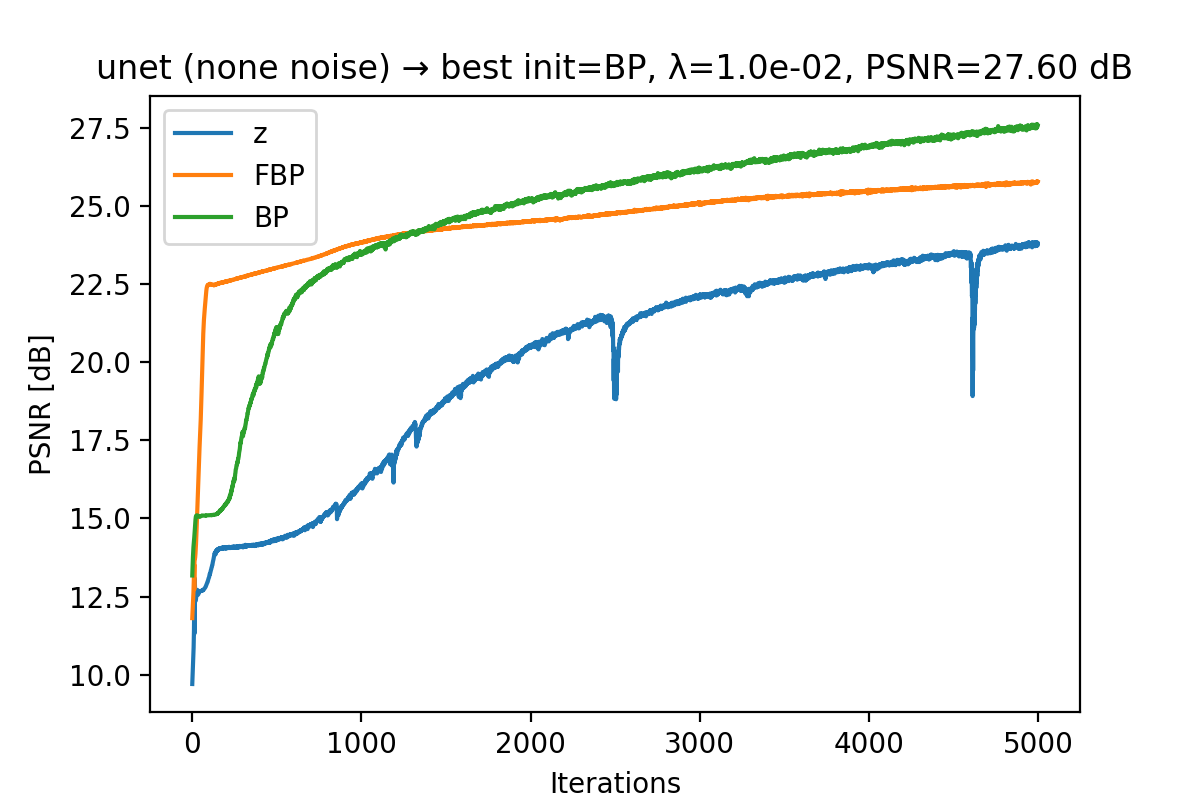 unet (none noise) → best init=BP, λ=1.0e-02, PSNR=27.60 dB
z
FBP
BP
PSNR [dB]
27.5
25.0
22.5
20.0
17.5
15.0
12.5
10.0
0 1000 2000 3000 4000 5000
Iterations